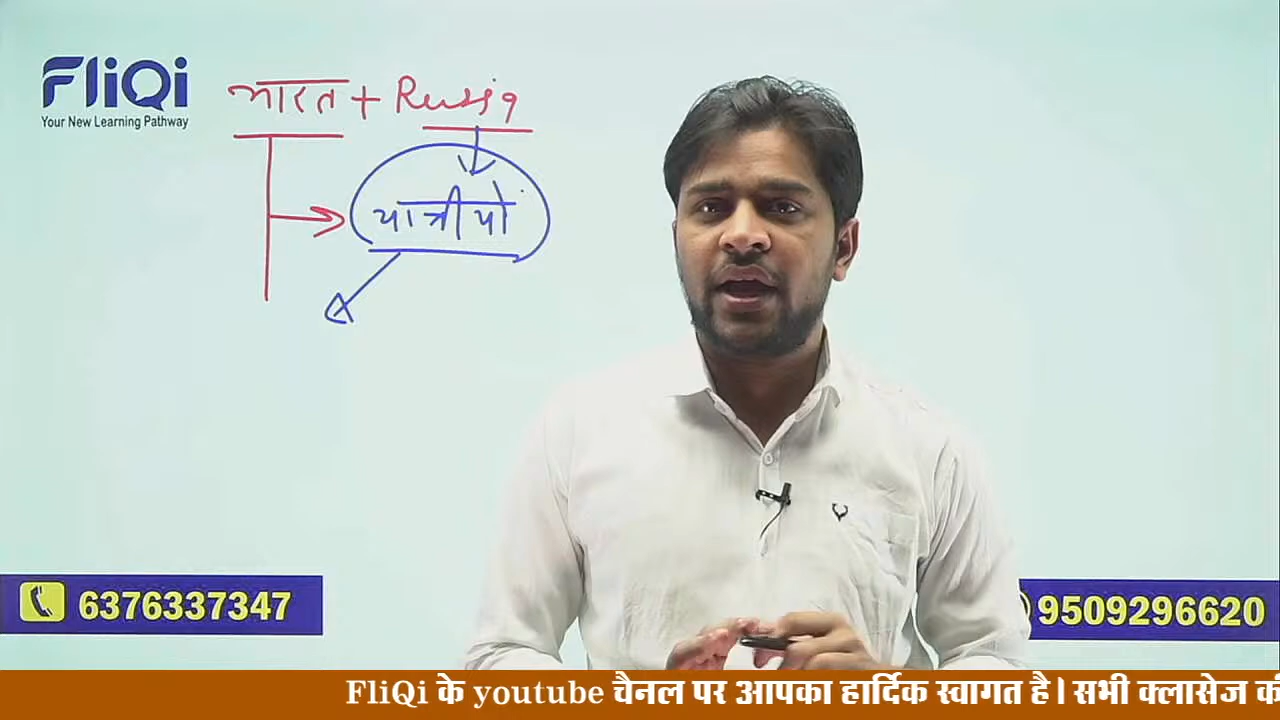 FliQi
Your New Learning Pathway
भारत + Russia
यात्रीयो
6376337347
9509296620
FliQi के youtube चैनल पर आपका हार्दिक स्वागत है। सभी क्लासेज की